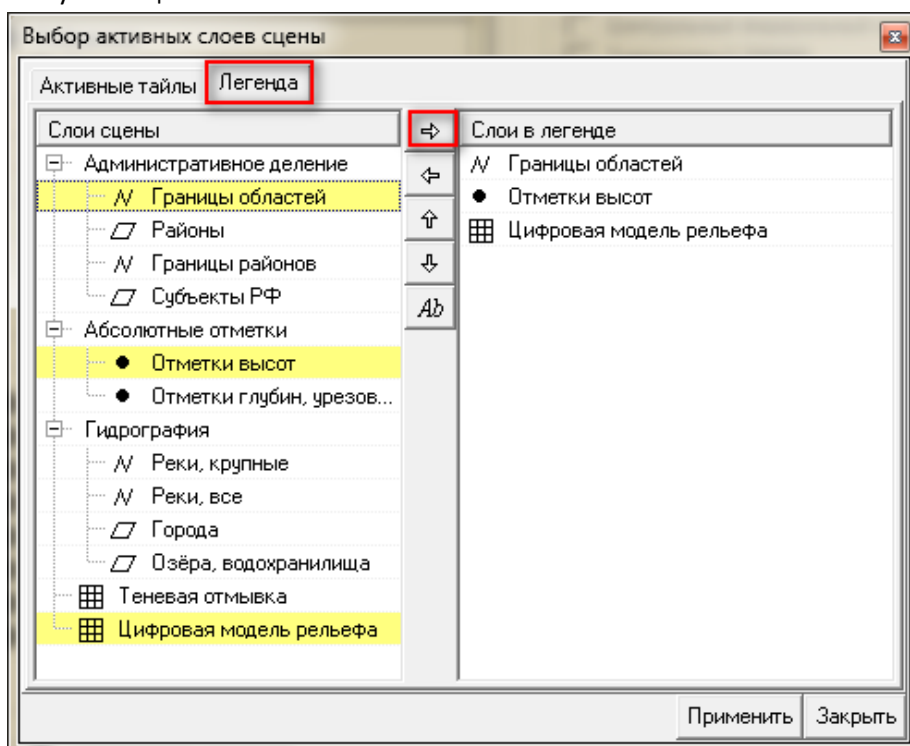 Выбор активных слоев сцены
Активные тайлы Легенда
Слои сцены
Административное деление
Границы областей
Районы
Границы районов
Субъекты РФ
Абсолютные отметки
Отметки высот
Отметки глубин, урезов...
Гидрография
Реки, крупные
Реки, все
Города
Озёра, водохранилища
Теневая отмывка
Цифровая модель рельефа
Ab
Слои в легенде
Границы областей
Отметки высот
Цифровая модель рельефа
Применить Закрыть